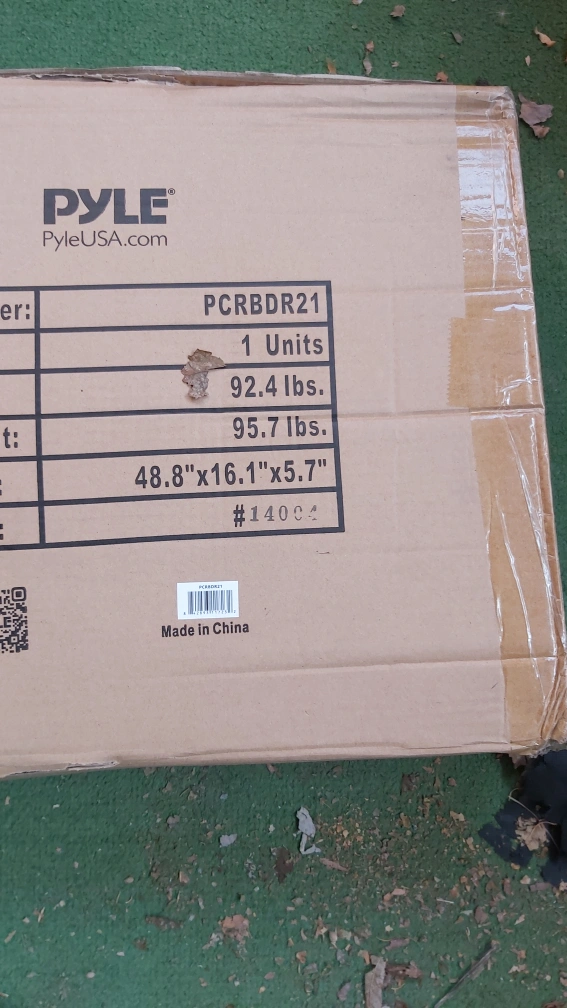 PYLE®
PyleUSA.com
er: PCRBDR21
1 Units
92.4 lbs.
t: 95.7 lbs.
: 48.8"x16.1"x5.7"
: #14004
PCRBDR21
Made in China